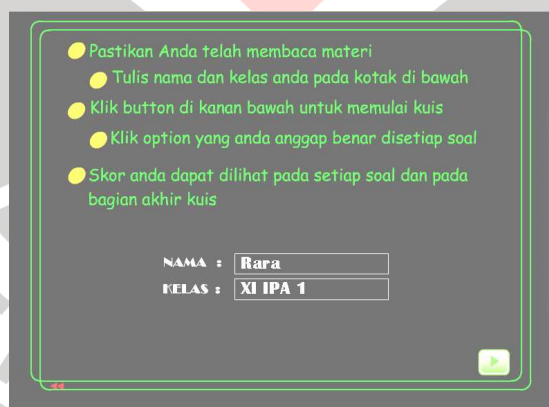 Pastikan Anda telah membaca materi
Tulis nama dan kelas anda pada kotak di bawah
Klik button di kanan bawah untuk memulai kuis
Klik option yang anda anggap benar disetiap soal
Skor anda dapat dilihat pada setiap soal dan pada
bagian akhir kuis
NAMA : Rara
KELAS : XI IPA 1